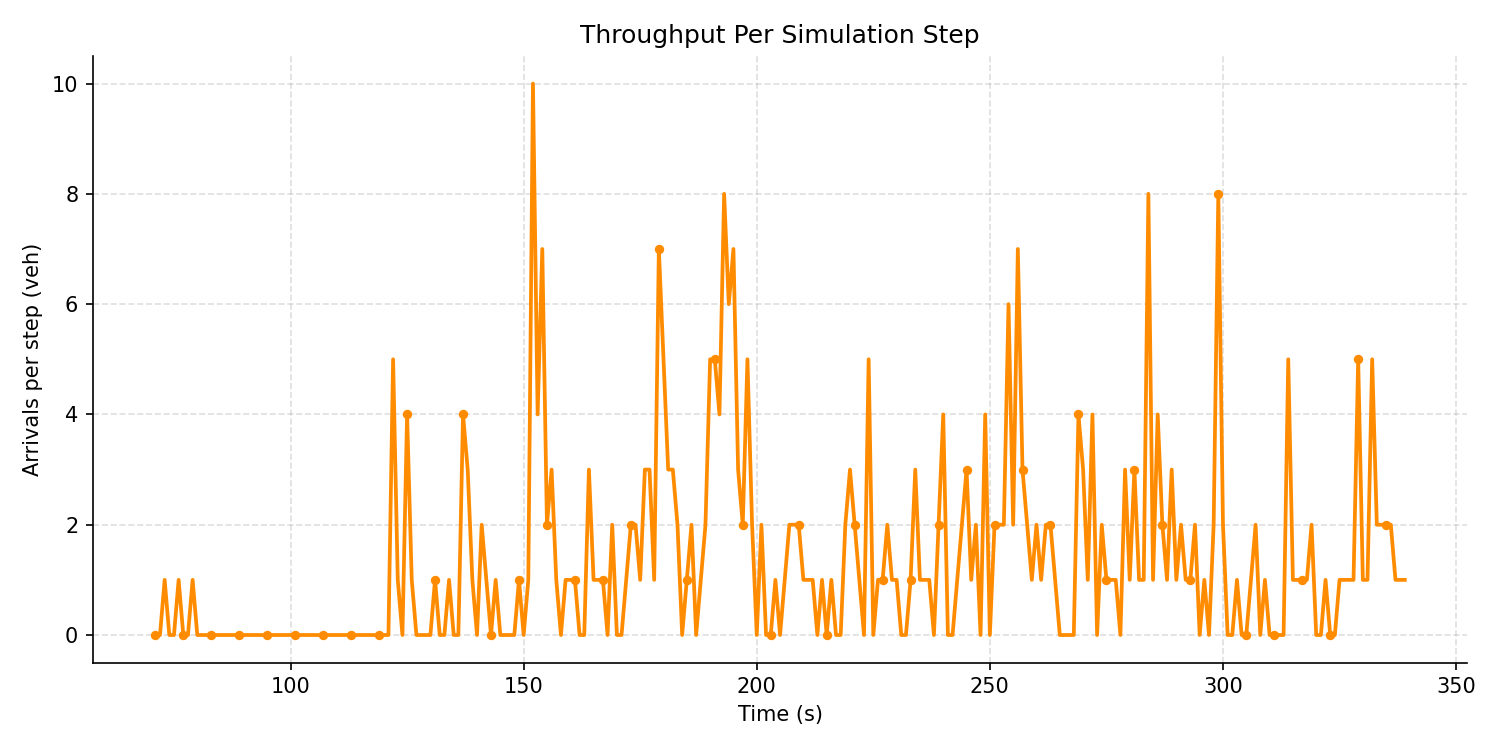 Throughput Per Simulation Step
Arrivals per step (veh)
10
8
6
4
2
0
100 150 200 250 300 350
Time (s)